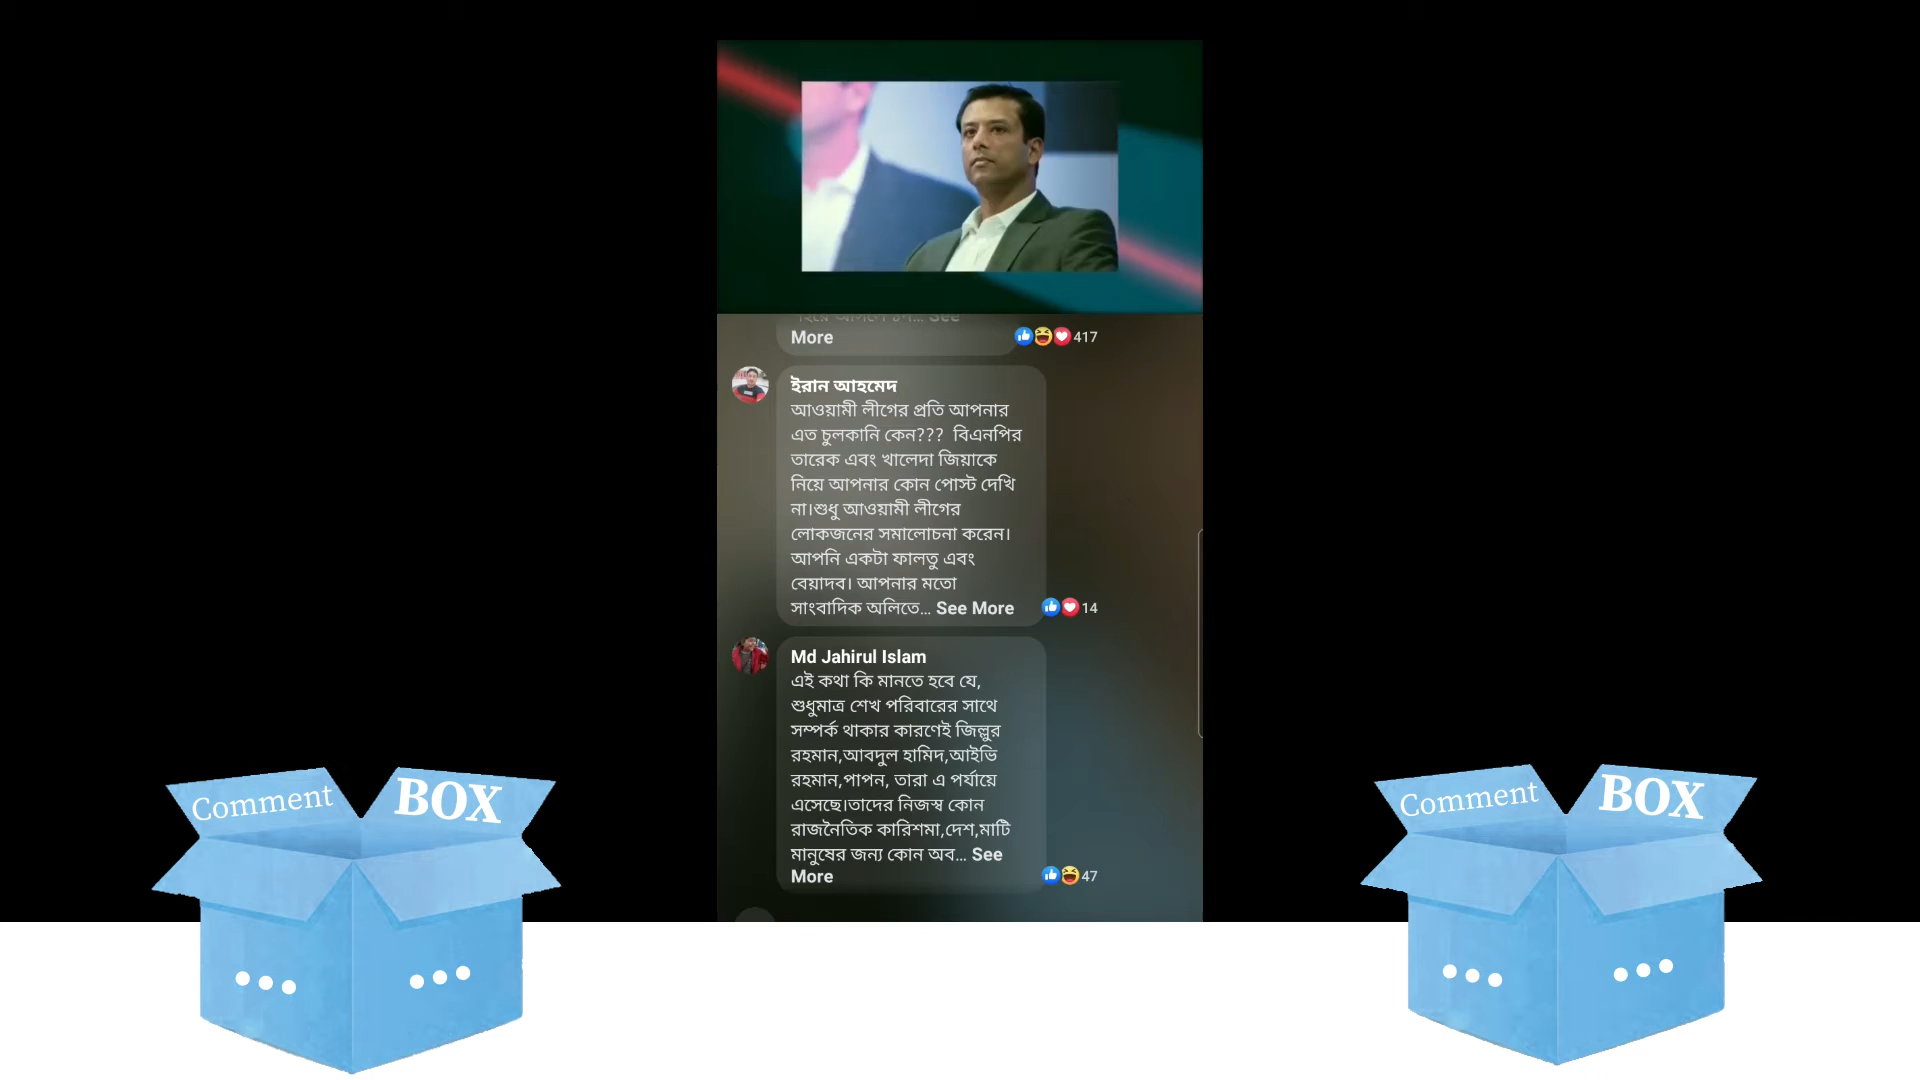 More
417
ইরান আহমেদ
আওয়ামী লীগের প্রতি আপনার
এত চুলকানি কেন??? বিএনপির
তারেক এবং খালেদা জিয়াকে
নিয়ে আপনার কোন পোস্ট দেখি
না।শুধু আওয়ামী লীগের
লোকজনের সমালোচনা করেন।
আপনি একটা ফালতু এবং
বেয়াদব। আপনার মতো
সাংবাদিক অলিতে... See More
14
Md Jahirul Islam
এই কথা কি মানতে হবে যে,
শুধুমাত্র শেখ পরিবারের সাথে
সম্পর্ক থাকার কারণেই জিল্লুর
রহমান,আবদুল হামিদ,আইভি
রহমান,পাপন, তারা এ পর্যায়ে
এসেছে।তাদের নিজস্ব কোন
রাজনৈতিক কারিশমা,দেশ,মাটি
মানুষের জন্য কোন অব... See
More
47
Comment BOX
Comment BOX